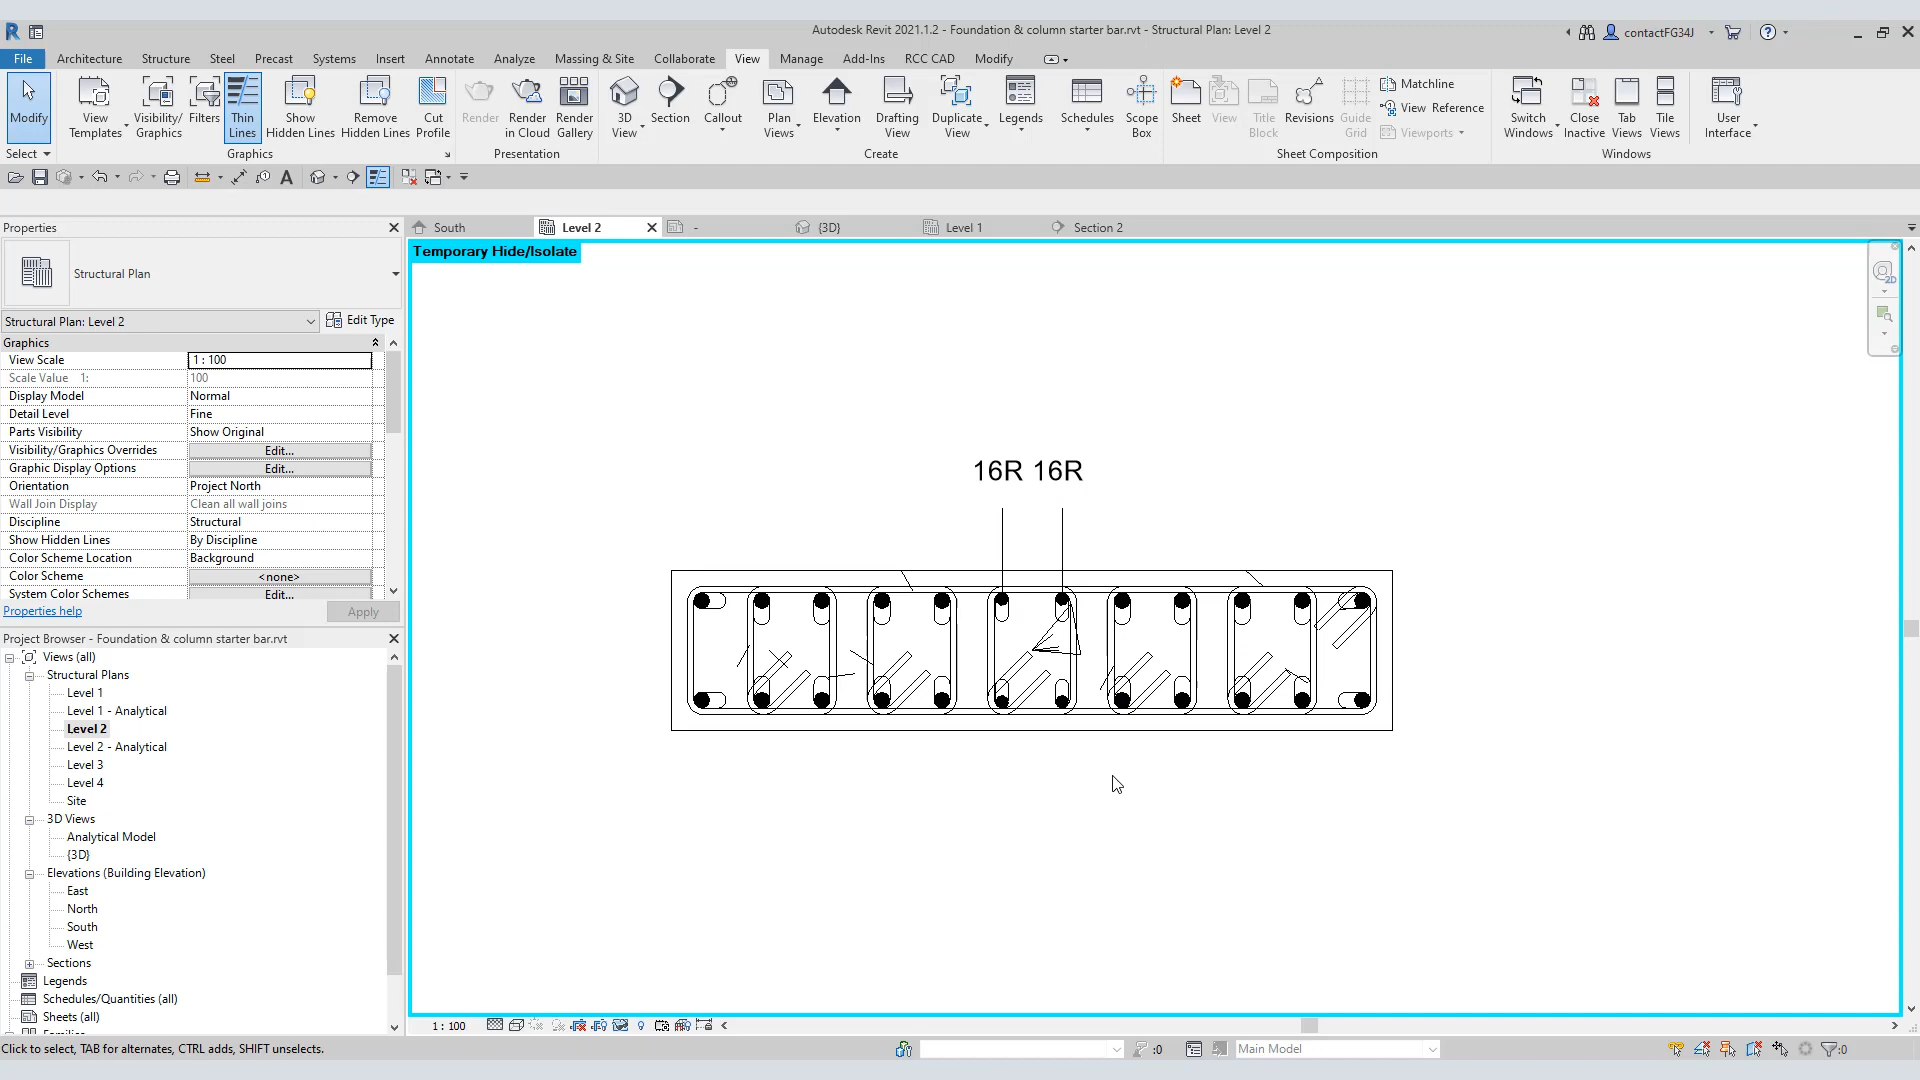 Autodesk Revit 2021.1.2 - Foundation & column starter bar.rvt - Structural Plan: Level 2
contactFG34J
File Architecture Structure Steel Precast Systems Insert Annotate Analyze Massing & Site Collaborate View Manage Add-Ins RCC CAD Modify
Modify
View Templates
Visibility/ Graphics
Filters
Thin Lines
Show Hidden Lines
Remove Hidden Lines
Cut Profile
Render
Render in Cloud
Render Gallery
3D View
Section
Callout
Plan Views
Elevation
Drafting View
Duplicate View
Legends
Schedules
Scope Box
Sheet
View
Title Block
Revisions
Guide Grid
Matchline
View Reference
Viewports
Switch Windows
Close Inactive
Tab Views
Tile Views
User Interface
Select
Graphics
Presentation
Create
Sheet Composition
Windows
Properties
South
Level 2
-
{3D}
Level 1
Section 2
Structural Plan
Structural Plan: Level 2
Edit Type
Graphics
View Scale 1 : 100
Scale Value 1: 100
Display Model Normal
Detail Level Fine
Parts Visibility Show Original
Visibility/Graphics Overrides Edit...
Graphic Display Options Edit...
Orientation Project North
Wall Join Display Clean all wall joins
Discipline Structural
Show Hidden Lines By Discipline
Color Scheme Location Background
Color Scheme <none>
System Color Schemes Edit...
Properties help
Apply
Project Browser - Foundation & column starter bar.rvt
Views (all)
Structural Plans
Level 1
Level 1 - Analytical
Level 2
Level 2 - Analytical
Level 3
Level 4
Site
3D Views
Analytical Model
{3D}
Elevations (Building Elevation)
East
North
South
West
Sections
Legends
Schedules/Quantities (all)
Sheets (all)
Families
Temporary Hide/Isolate
2D
16R 16R
1 : 100
Click to select, TAB for alternates, CTRL adds, SHIFT unselects.
:0
Main Model
:0